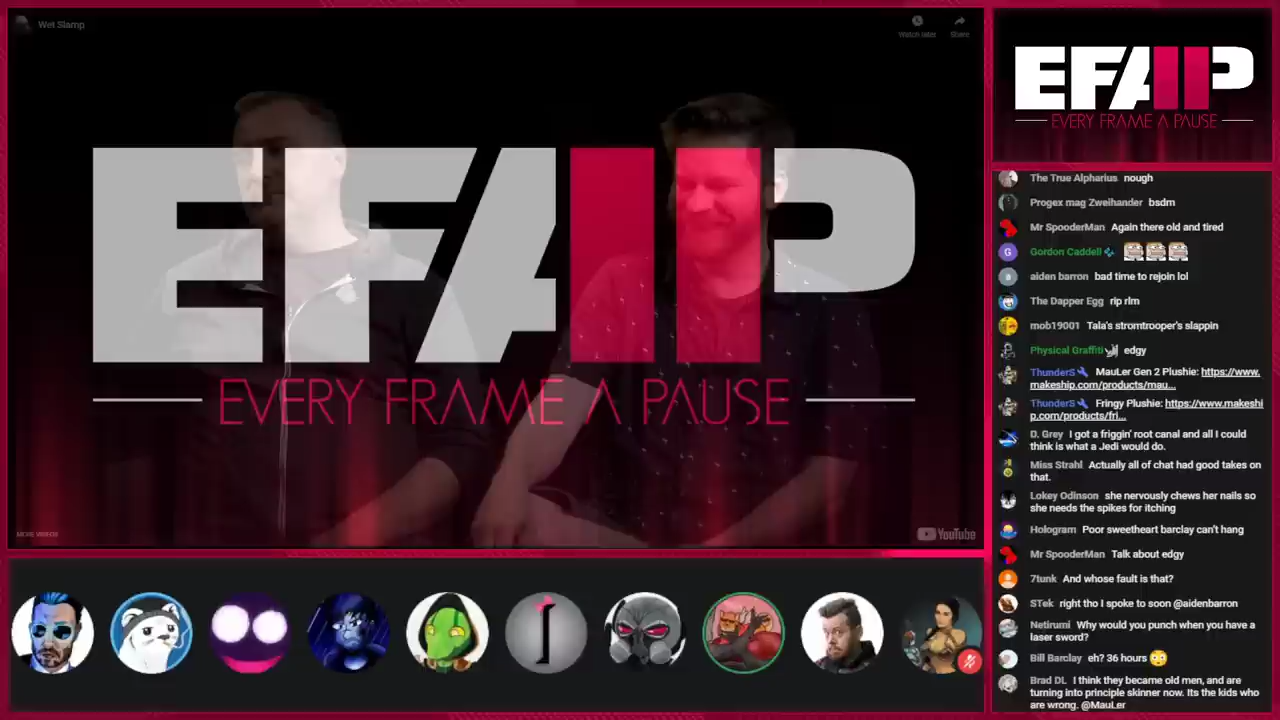 Wet Slamp
Watch later
Share
EFAP
EVERY FRAME A PAUSE
MORE VIDEOS
YouTube
EFAP
EVERY FRAME A PAUSE
The True Alpharius nough
Progex mag Zweihander bsdm
Mr SpooderMan Again there old and tired
G Gordon Caddell
a aiden barron bad time to rejoin lol
The Dapper Egg rip rlm
mob19001 Tala's stromtrooper's slappin
Physical Graffiti edgy
ThunderS MauLer Gen 2 Plushie: https://www.
makeship.com/products/mau...
ThunderS Fringy Plushie: https://www.makeshi
p.com/products/fri...
D. Grey I got a friggin' root canal and all I could
think is what a Jedi would do.
Miss Strahl Actually all of chat had good takes on
that.
Lokey Odinson she nervously chews her nails so
she needs the spikes for itching
Hologram Poor sweetheart barclay can't hang
Mr SpooderMan Talk about edgy
7tunk And whose fault is that?
STek right tho I spoke to soon @aidenbarron
Netirumi Why would you punch when you have a
laser sword?
Bill Barclay eh? 36 hours 😳
Brad DL I think they became old men, and are
turning into principle skinner now. Its the kids who
are wrong. @MauLer